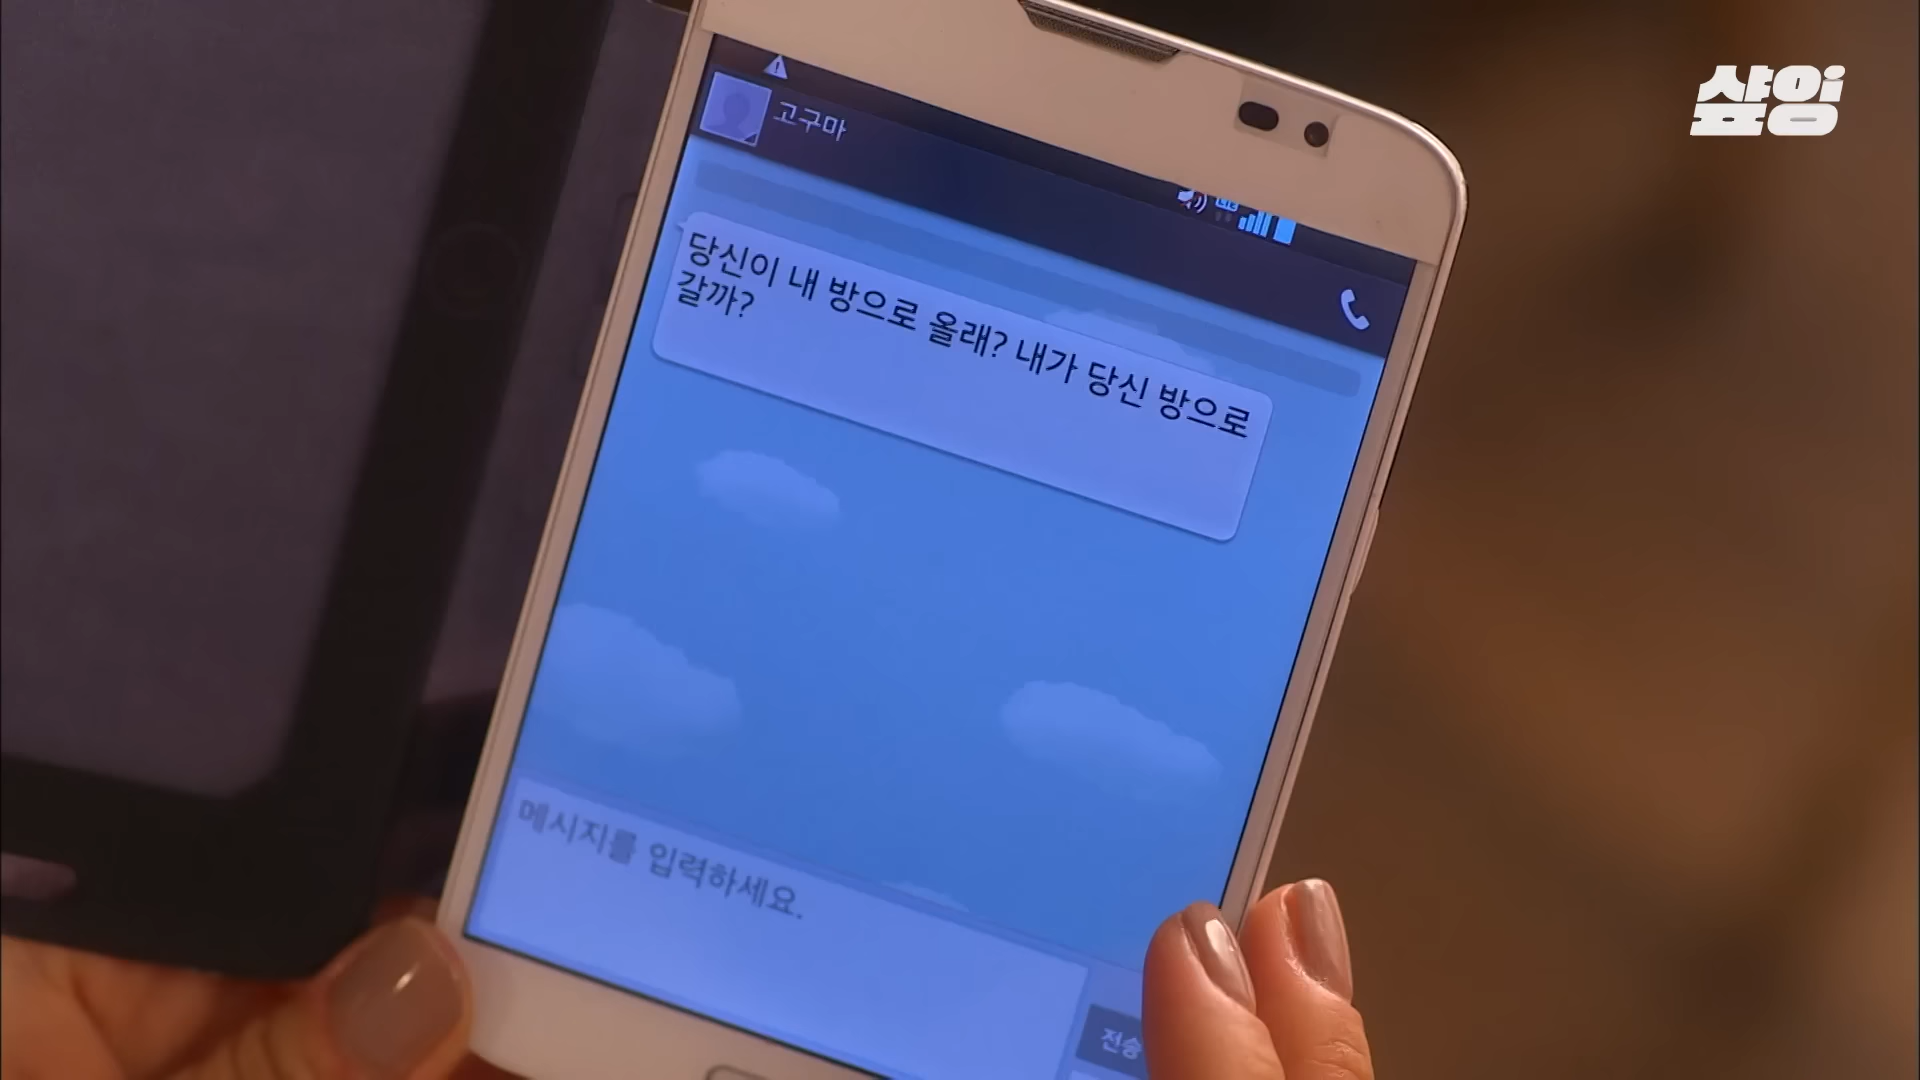 샾잉
고구마
LTE
당신이 내 방으로 올래? 내가 당신 방으로
갈까?
메시지를 입력하세요.
전송